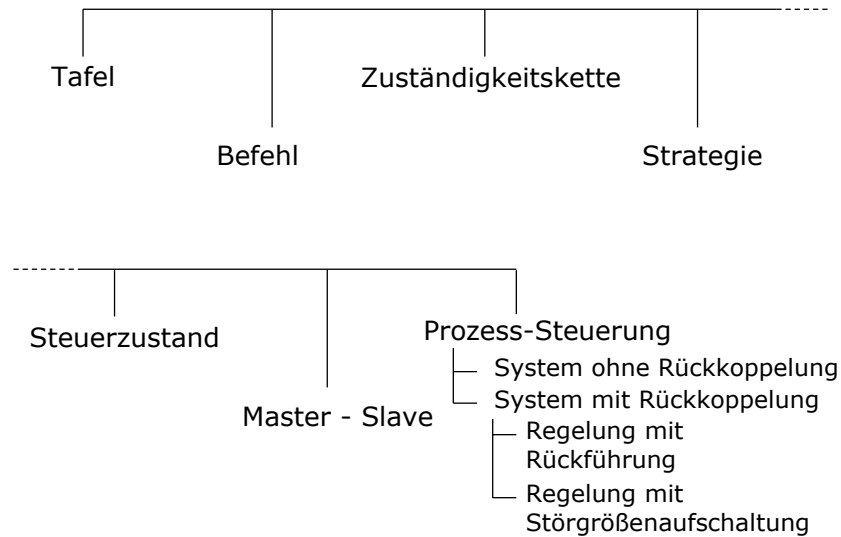 Tafel
Zuständigkeitskette
Befehl
Strategie
Steuerzustand
Prozess-Steuerung
System ohne Rückkoppelung
System mit Rückkoppelung
Master - Slave
Regelung mit
Rückführung
Regelung mit
Störgrößenaufschaltung